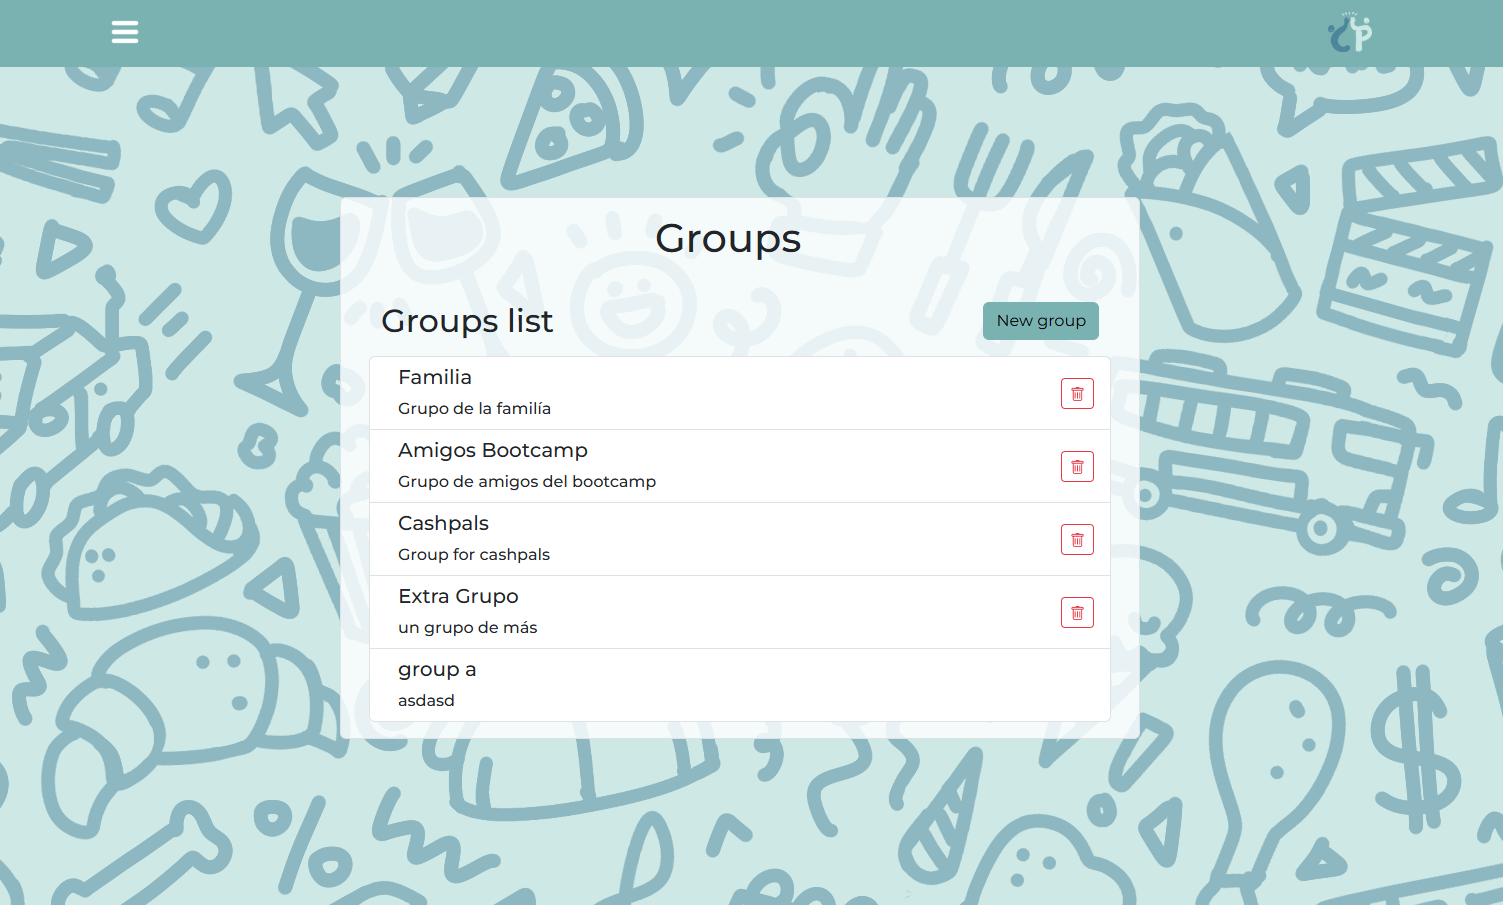 Groups
Groups list
New group
Familia
Grupo de la familía
Amigos Bootcamp
Grupo de amigos del bootcamp
Cashpals
Group for cashpals
Extra Grupo
un grupo de más
group a
asdasd